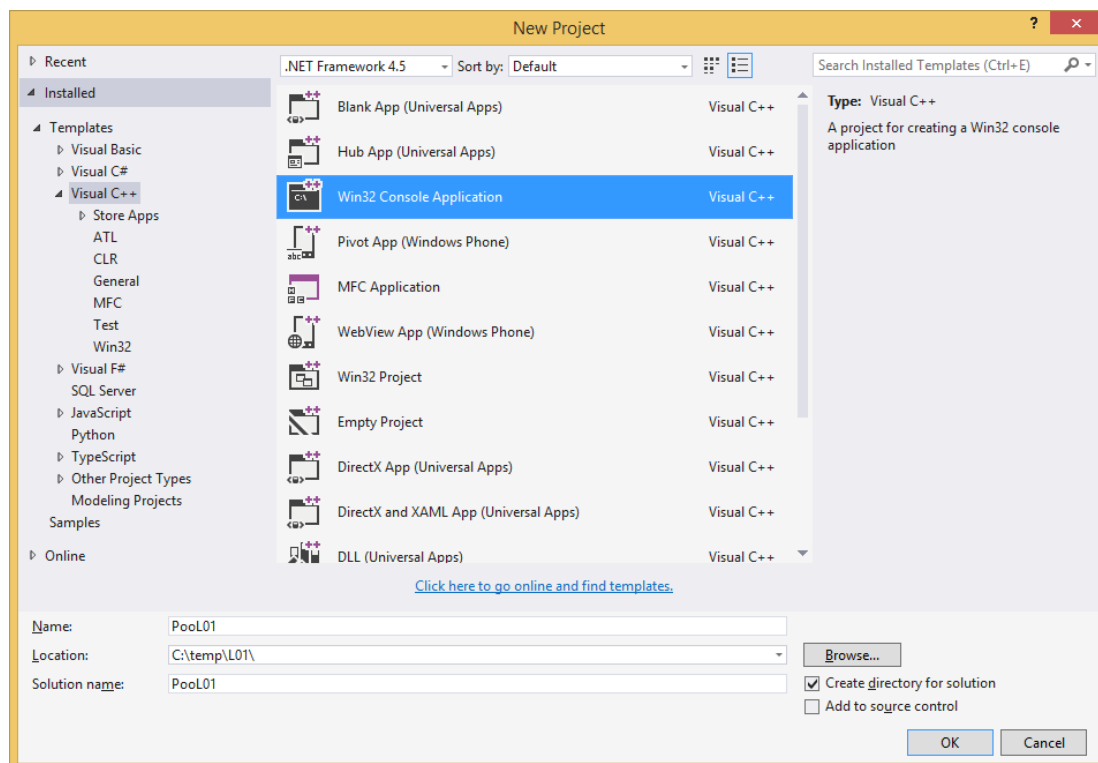 New Project
?
Recent
Installed
Templates
Visual Basic
Visual C#
Visual C++
Store Apps
ATL
CLR
General
MFC
Test
Win32
Visual F#
SQL Server
JavaScript
Python
TypeScript
Other Project Types
Modeling Projects
Samples
Online
.NET Framework 4.5 Sort by: Default
Blank App (Universal Apps) Visual C++
Hub App (Universal Apps) Visual C++
Win32 Console Application Visual C++
Pivot App (Windows Phone) Visual C++
MFC Application Visual C++
WebView App (Windows Phone) Visual C++
Win32 Project Visual C++
Empty Project Visual C++
DirectX App (Universal Apps) Visual C++
DirectX and XAML App (Universal Apps) Visual C++
DLL (Universal Apps) Visual C++
Click here to go online and find templates.
Search Installed Templates (Ctrl+E)
Type: Visual C++
A project for creating a Win32 console
application
Name: PooL01
Location: C:\temp\L01\ Browse...
Solution name: PooL01
Create directory for solution
Add to source control
OK Cancel